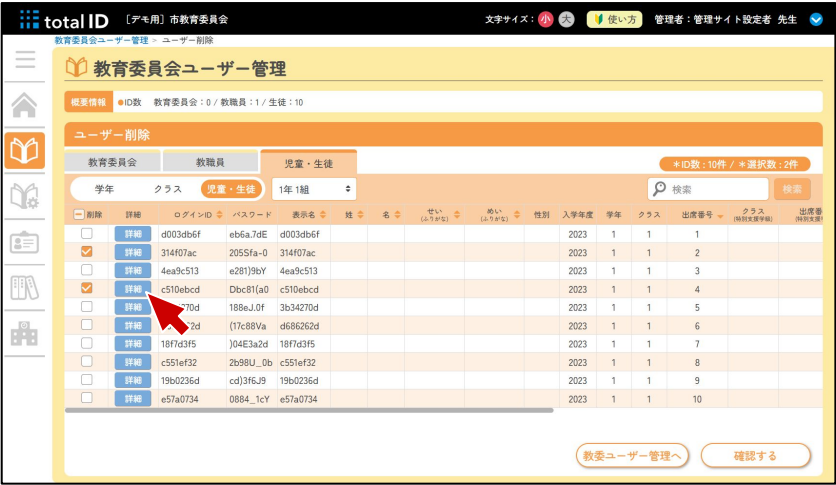 total ID [デモ用] 市教育委員会 文字サイズ： 小 大 使い方 管理者：管理サイト設定者 先生
教育委員会ユーザー管理 > ユーザー削除
教育委員会ユーザー管理
概要情報 ●ID数 教育委員会：0 / 教職員：1 / 生徒：10
ユーザー削除
教育委員会 教職員 児童・生徒 ＊ID数：10件 / ＊選択数：2件
学年 クラス 児童・生徒 1年 1組 検索 検索
削除 詳細 ログインID パスワード 表示名 姓 名 せい(ふりがな) めい(ふりがな) 性別 入学年度 学年 クラス 出席番号 クラス(特別支援学級) 出席番
詳細 d003db6f eb6a.7dE d003db6f 2023 1 1 1
詳細 314f07ac 205Sfa-0 314f07ac 2023 1 1 2
詳細 4ea9c513 e281)9bY 4ea9c513 2023 1 1 3
詳細 c510ebcd Dbc81(a0 c510ebcd 2023 1 1 4
詳細 270d 188eJ.0f 3b34270d 2023 1 1 5
詳細 2d (17c88Va d686262d 2023 1 1 6
詳細 18f7d3f5 )04E3a2d 18f7d3f5 2023 1 1 7
詳細 c551ef32 2b98U_0b c551ef32 2023 1 1 8
詳細 19b0236d cd)3f6J9 19b0236d 2023 1 1 9
詳細 e57a0734 0884_1cY e57a0734 2023 1 1 10
教委ユーザー管理へ 確認する